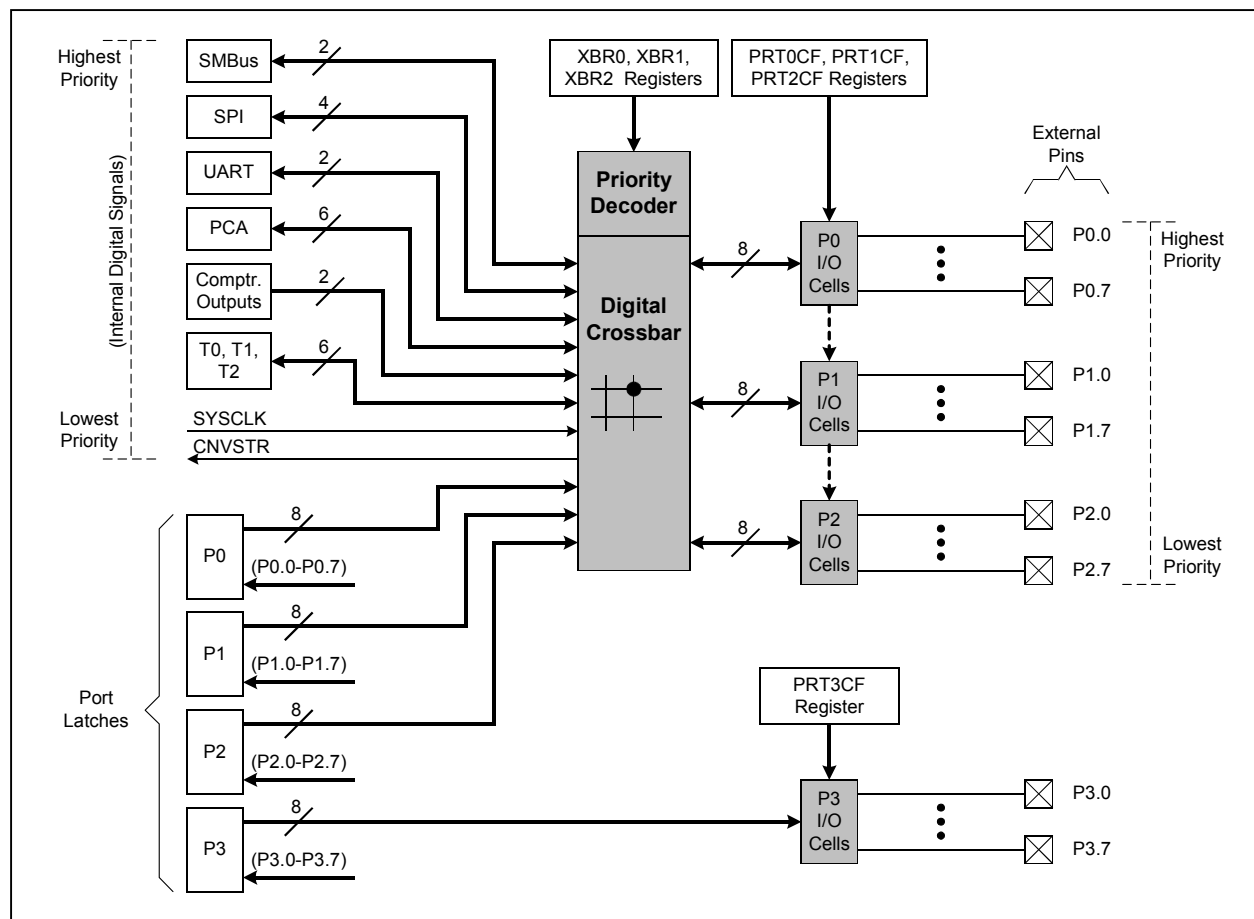 Highest
Priority
(Internal Digital Signals)
Lowest
Priority
SMBus
2
SPI
4
UART
2
PCA
6
Comptr.
Outputs
2
T0, T1,
T2
6
SYSCLK
CNVSTR
XBR0, XBR1,
XBR2 Registers
PRT0CF, PRT1CF,
PRT2CF Registers
Priority
Decoder
Digital
Crossbar
External
Pins
8
P0
I/O
Cells
P0.0
P0.7
Highest
Priority
8
P1
I/O
Cells
P1.0
P1.7
8
P2
I/O
Cells
P2.0
P2.7
Lowest
Priority
Port
Latches
P0
8
(P0.0-P0.7)
P1
8
(P1.0-P1.7)
P2
8
(P2.0-P2.7)
P3
8
(P3.0-P3.7)
PRT3CF
Register
P3
I/O
Cells
P3.0
P3.7